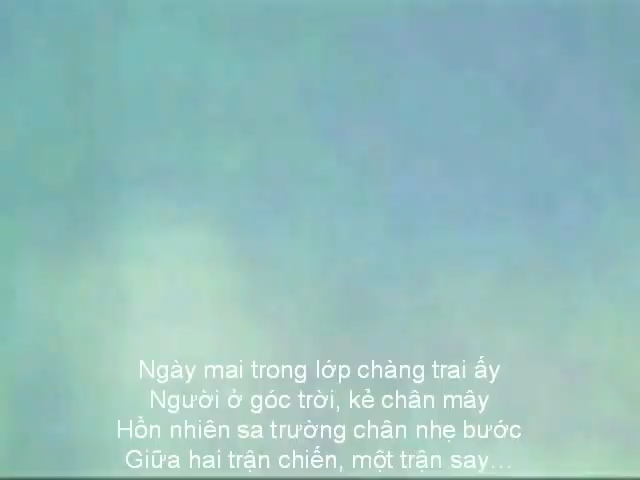 Ngày mai trong lớp chàng trai ấy
Người ở góc trời, kẻ chân mây
Hồn nhiên sa trường chân nhẹ bước
Giữa hai trận chiến, một trận say...